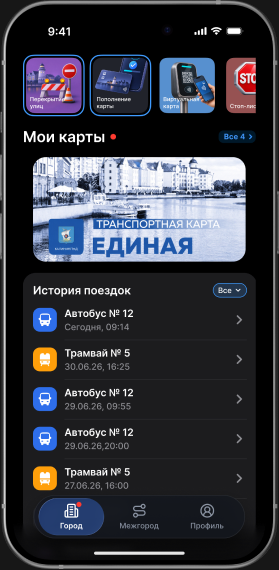 9:41
Перекрытие
улиц
Пополнение
карты
Виртуальная
карта
STO
Стоп-лис
Мои карты
Все 4
ТРАНСПОРТНАЯ КАРТА
ЕДИНАЯ
КАЛИНИНГРАД
История поездок
Все
Автобус № 12
Сегодня, 09:14
Трамвай № 5
30.06.26, 16:25
Автобус № 12
29.06.26, 09:55
Автобус № 12
29.06.26,20:00
Трамвай № 5
27.06.26, 16:00
Город
Межгород
Профиль